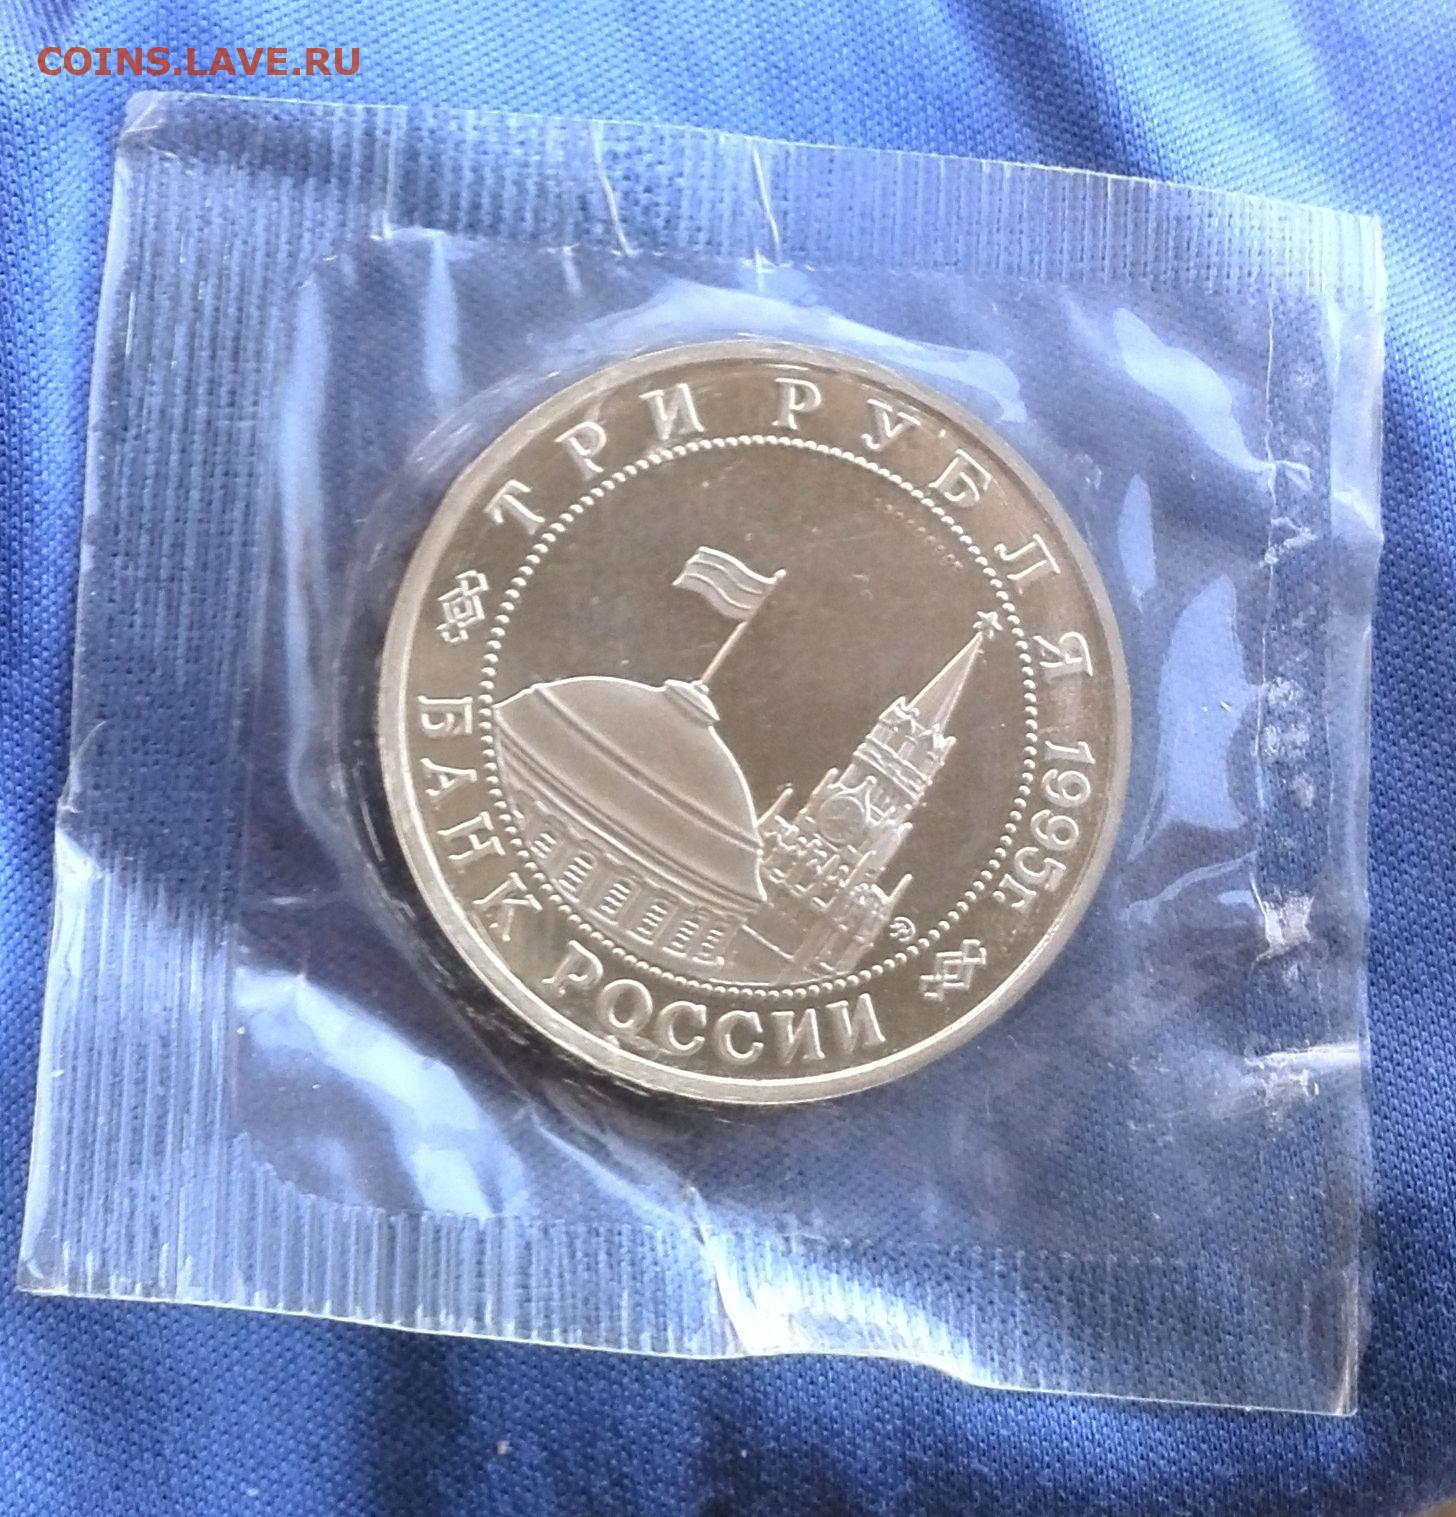 COINS.LAVE.RU
ТРИ РУБЛЯ 1995г.
БАНК РОССИИ